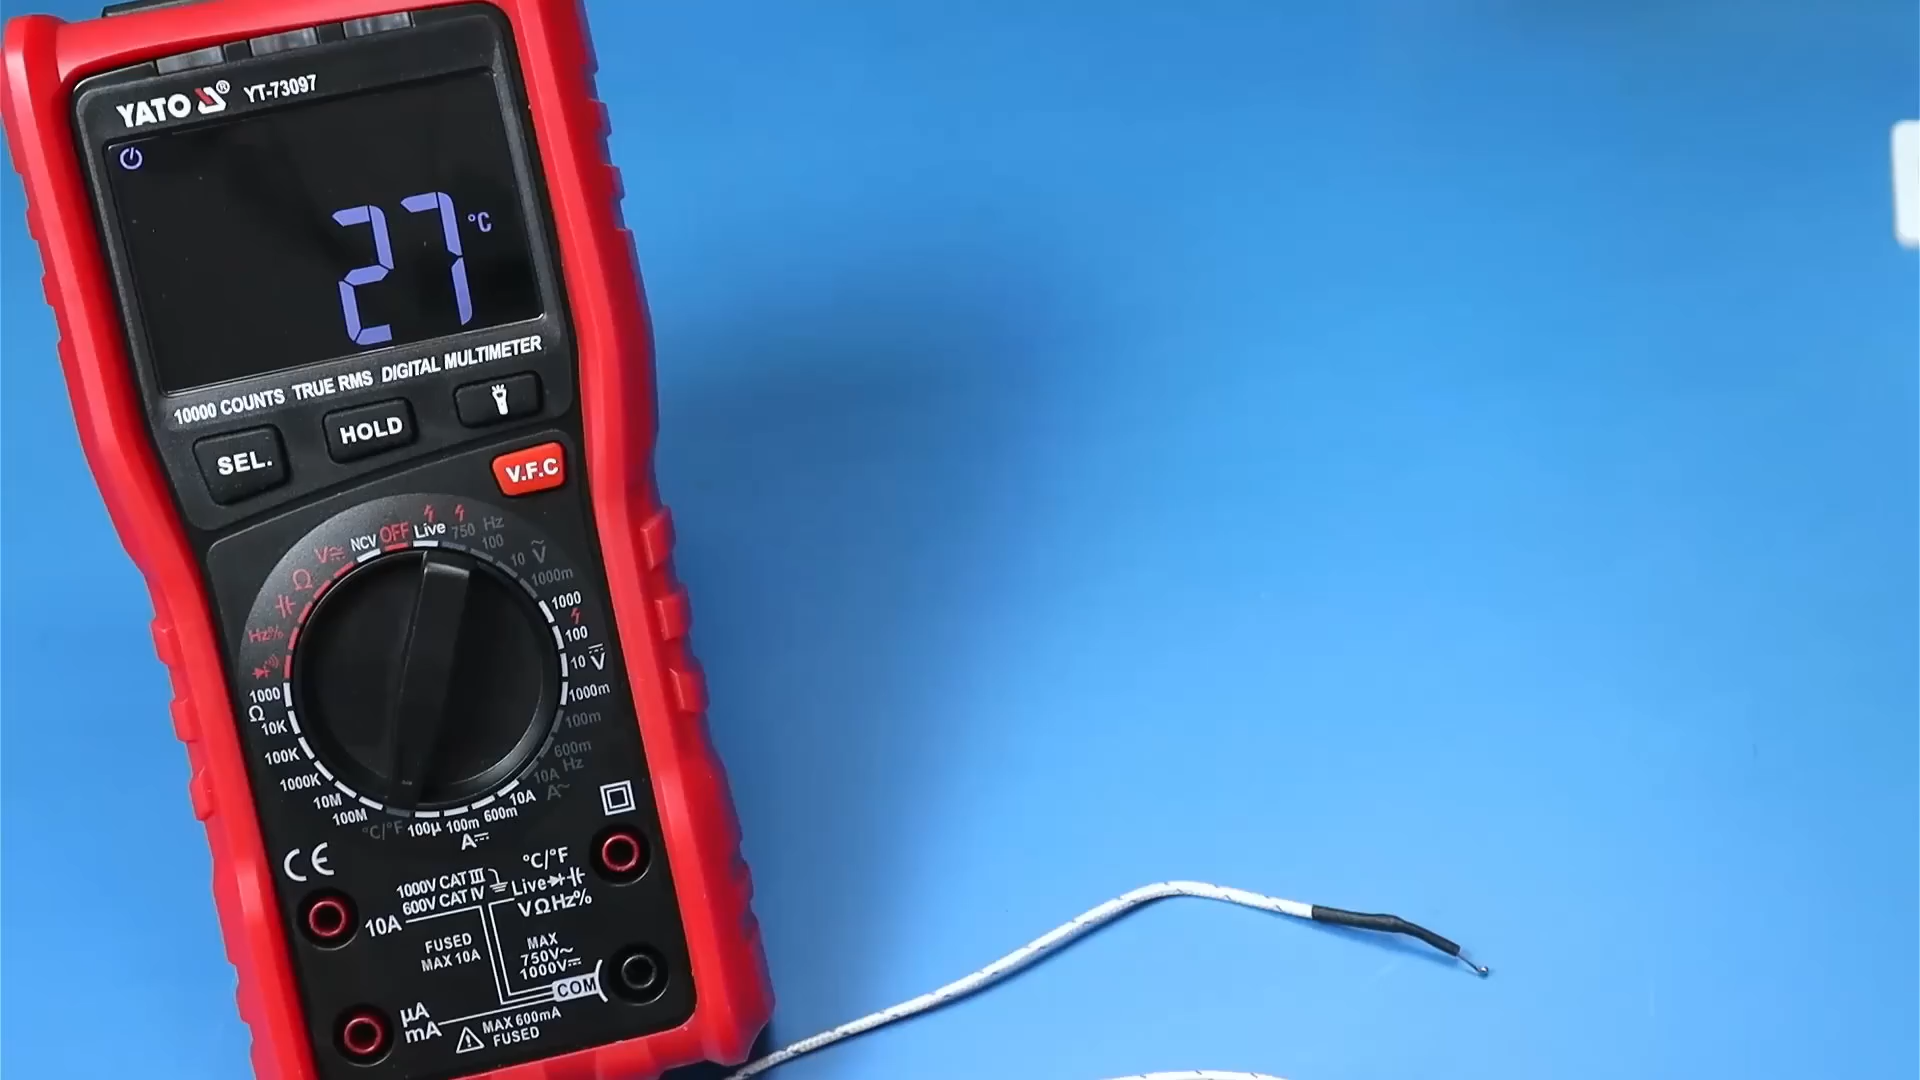 YATO ® YT-73097
27 °C
10000 COUNTS TRUE RMS DIGITAL MULTIMETER
SEL. HOLD
V.F.C
NCV OFF Live 750 Hz
V≂
100
10 Ṽ
1000m
Ω
1000
100
10 V⎓
1000m
100m
600m
Hz
10A A~
Hz%
1000
Ω
10K
100K
1000K
10M
100M
°C/°F 100µ 100m 600m 10A
A⎓
CE
1000V CAT III
600V CAT IV
°C/°F
Live
VΩHz%
10A
FUSED
MAX 10A
MAX
750V~
1000V⎓
COM
µA
mA
MAX 600mA
FUSED